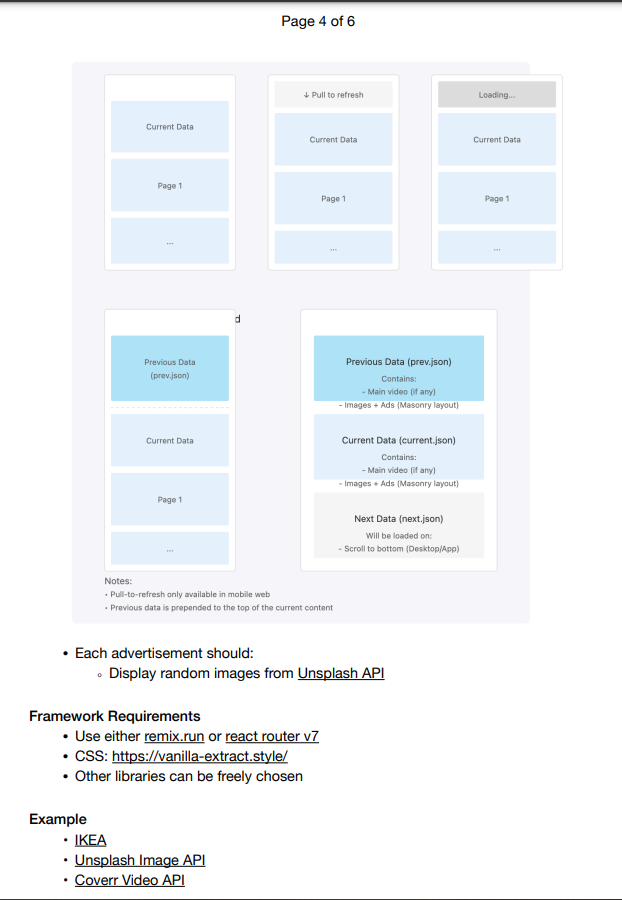 Page 4 of 6
Current Data
Page 1
...
↓ Pull to refresh
Current Data
Page 1
...
Loading...
Current Data
Page 1
...
d
Previous Data
(prev.json)
Current Data
Page 1
...
Previous Data (prev.json)
Contains:
- Main video (if any)
- Images + Ads (Masonry layout)
Current Data (current.json)
Contains:
- Main video (if any)
- Images + Ads (Masonry layout)
Next Data (next.json)
Will be loaded on:
- Scroll to bottom (Desktop/App)
Notes:
• Pull-to-refresh only available in mobile web
• Previous data is prepended to the top of the current content
• Each advertisement should:
◦ Display random images from Unsplash API
Framework Requirements
• Use either remix.run or react router v7
• CSS: https://vanilla-extract.style/
• Other libraries can be freely chosen
Example
• IKEA
• Unsplash Image API
• Coverr Video API